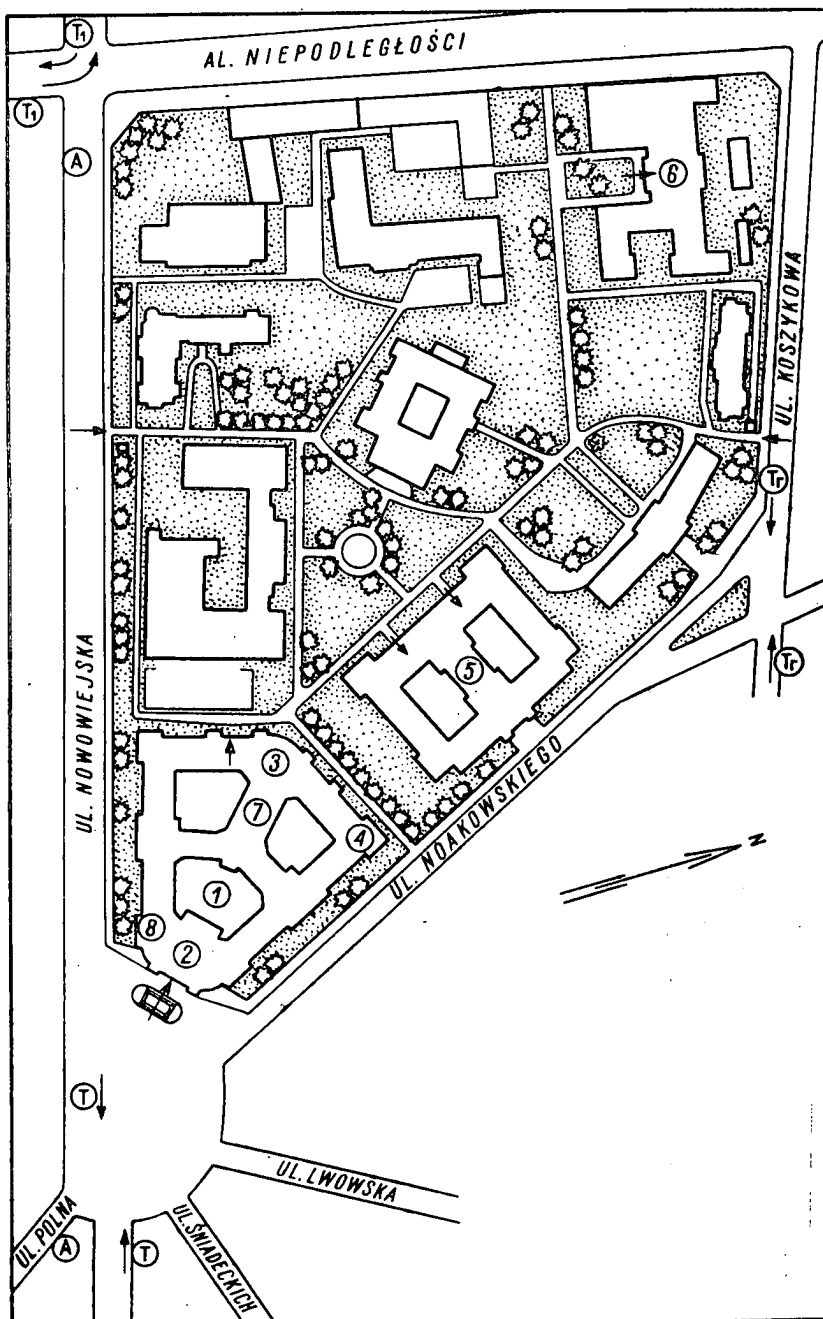 T1
AL. NIEPODLEGŁOŚCI
T1
A
6
UL. KOSZYKOWA
Tr
5
Tr
UL. NOWOWIEJSKA
3
7
4
UL. NOAKOWSKIEGO
N
1
8
2
T
UL. LWOWSKA
UL. POLNA
UL. ŚNIADECKICH
A
T